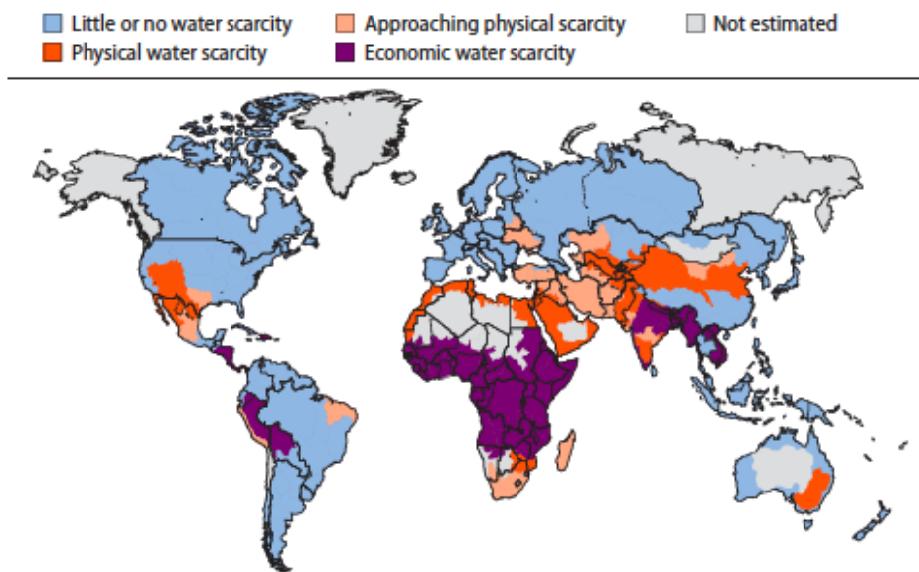 Little or no water scarcity Approaching physical scarcity Not estimated
Physical water scarcity Economic water scarcity